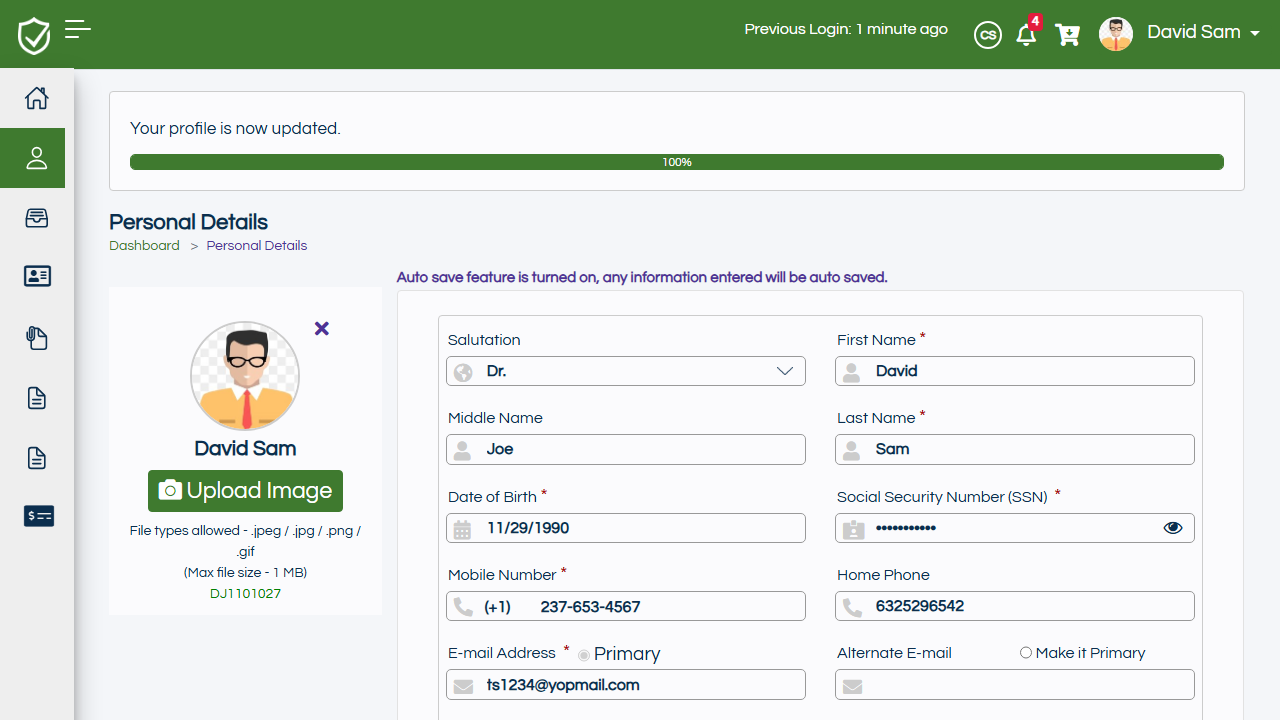 Previous Login: 1 minute ago
CS
4
David Sam
Your profile is now updated.
100%
Personal Details
Dashboard > Personal Details
Auto save feature is turned on, any information entered will be auto saved.
David Sam
Upload Image
File types allowed - .jpeg / .jpg / .png /
.gif
(Max file size - 1 MB)
DJ1101027
Salutation
Dr.
First Name *
David
Middle Name
Joe
Last Name *
Sam
Date of Birth *
11/29/1990
Social Security Number (SSN) *
•••••••••••
Mobile Number *
(+1) 237-653-4567
Home Phone
6325296542
E-mail Address * Primary
ts1234@yopmail.com
Alternate E-mail Make it Primary